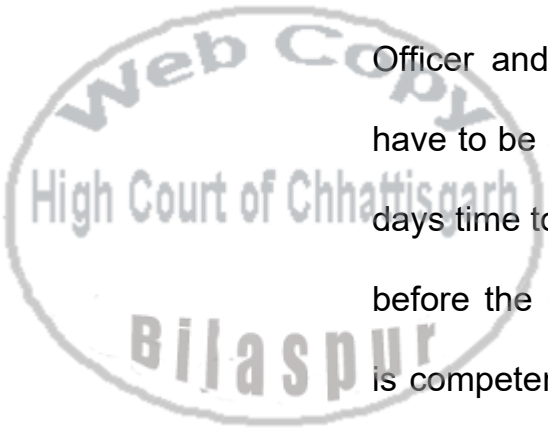 Web Copy
High Court of Chhattisgarh
Bilaspur
Officer and
have to be
days time to
before the
is competen